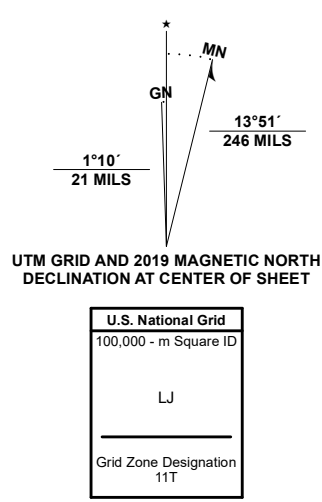 ★
MN
GN
13°51´
246 MILS
1°10´
21 MILS
UTM GRID AND 2019 MAGNETIC NORTH
DECLINATION AT CENTER OF SHEET
U.S. National Grid
100,000 - m Square ID
LJ
Grid Zone Designation
11T